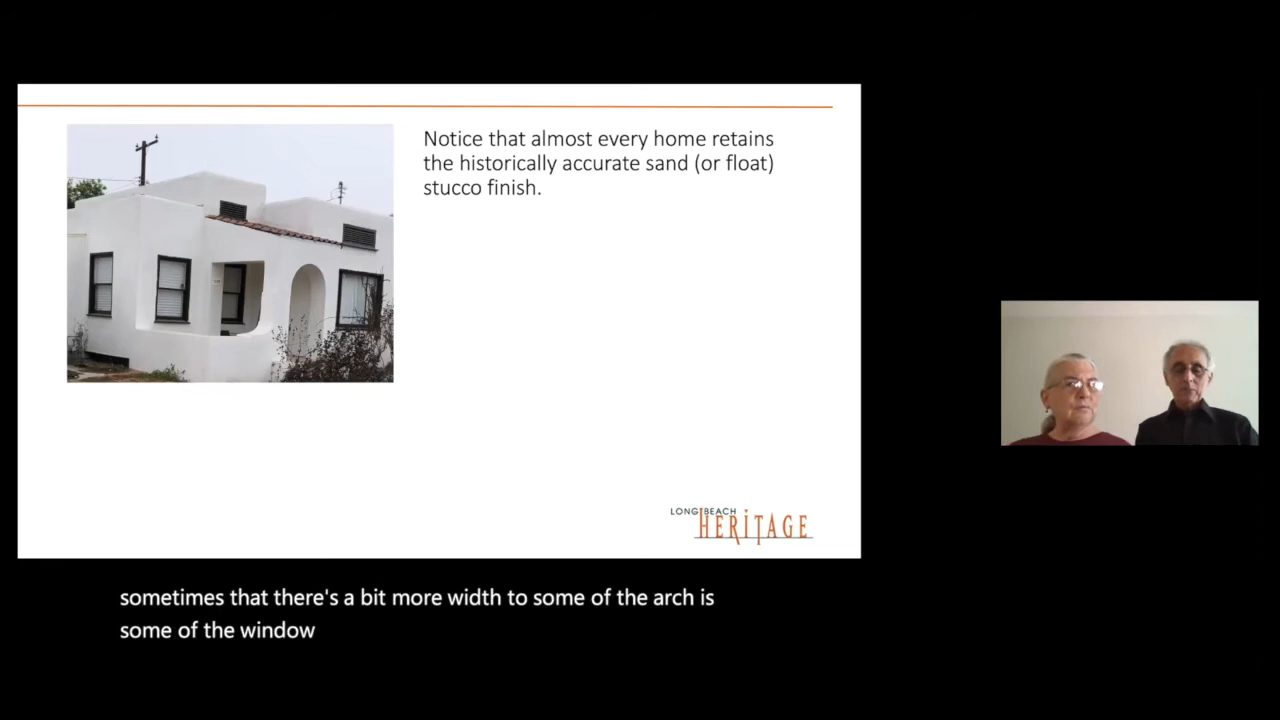 Notice that almost every home retains
the historically accurate sand (or float)
stucco finish.
LONG BEACH
HERITAGE
sometimes that there's a bit more width to some of the arch is
some of the window